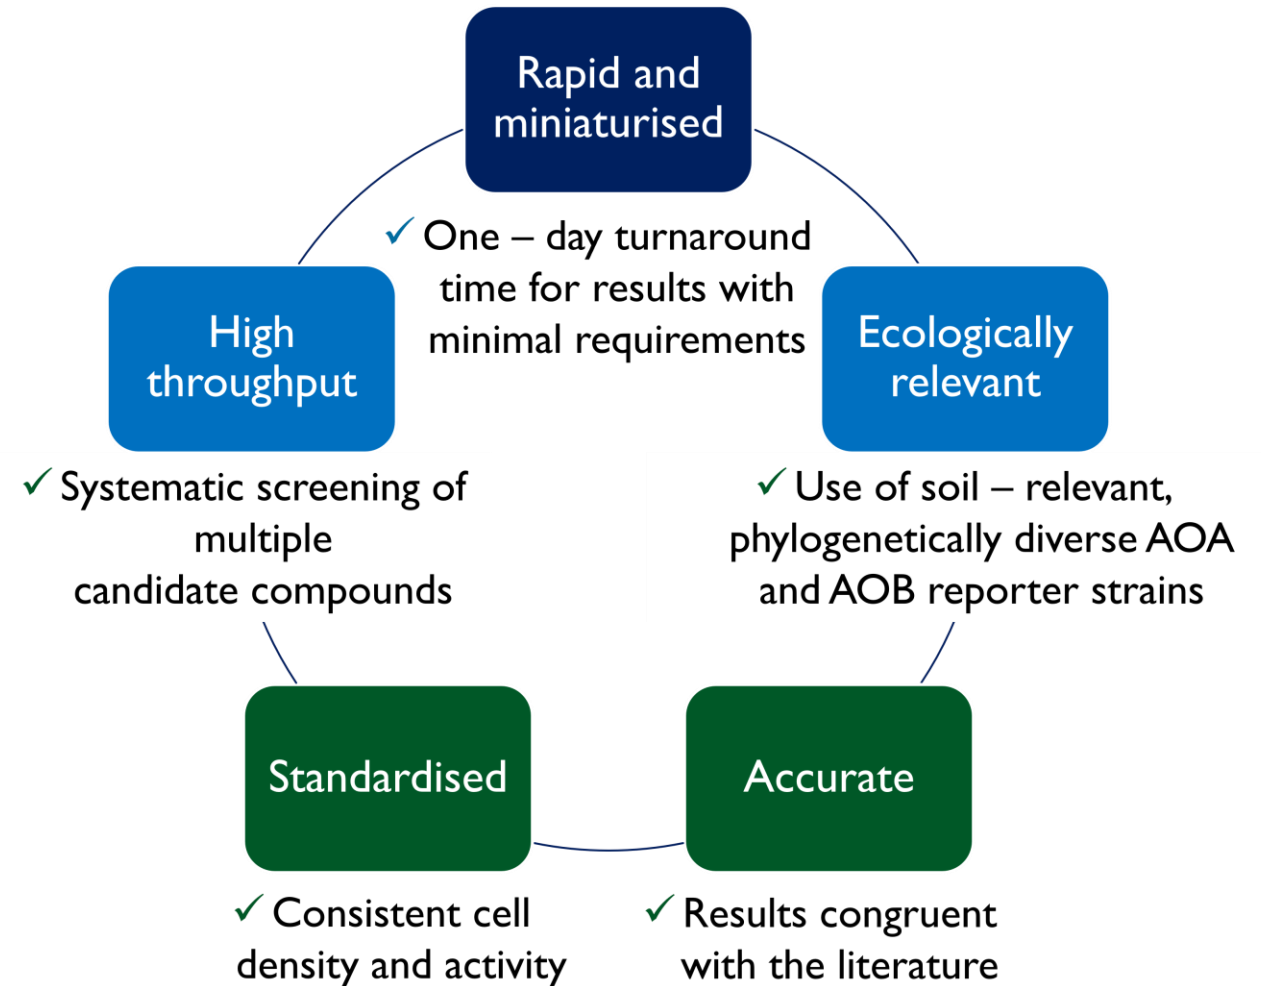 Rapid and
miniaturised
✓ One – day turnaround
time for results with
minimal requirements
High
throughput
✓ Systematic screening of
multiple
candidate compounds
Ecologically
relevant
✓ Use of soil – relevant,
phylogenetically diverse AOA
and AOB reporter strains
Standardised
✓ Consistent cell
density and activity
Accurate
✓ Results congruent
with the literature